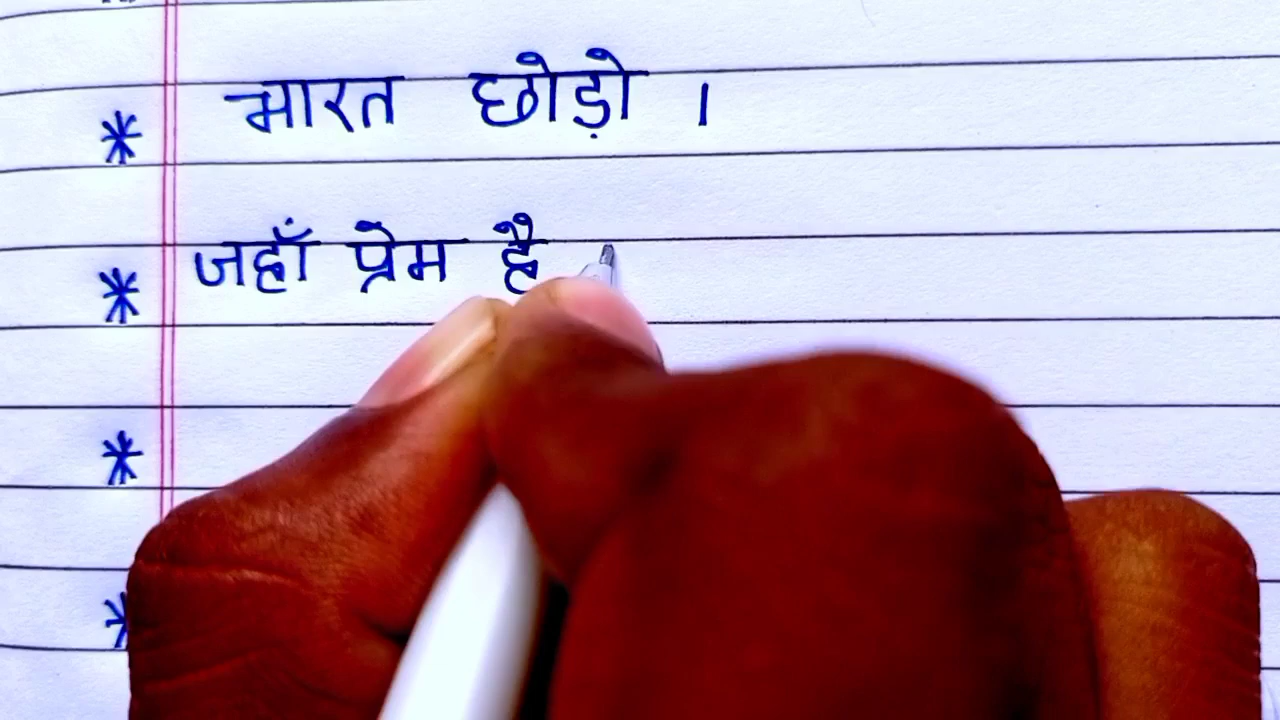 * भारत छोड़ो ।
* जहाँ प्रेम है
*
*